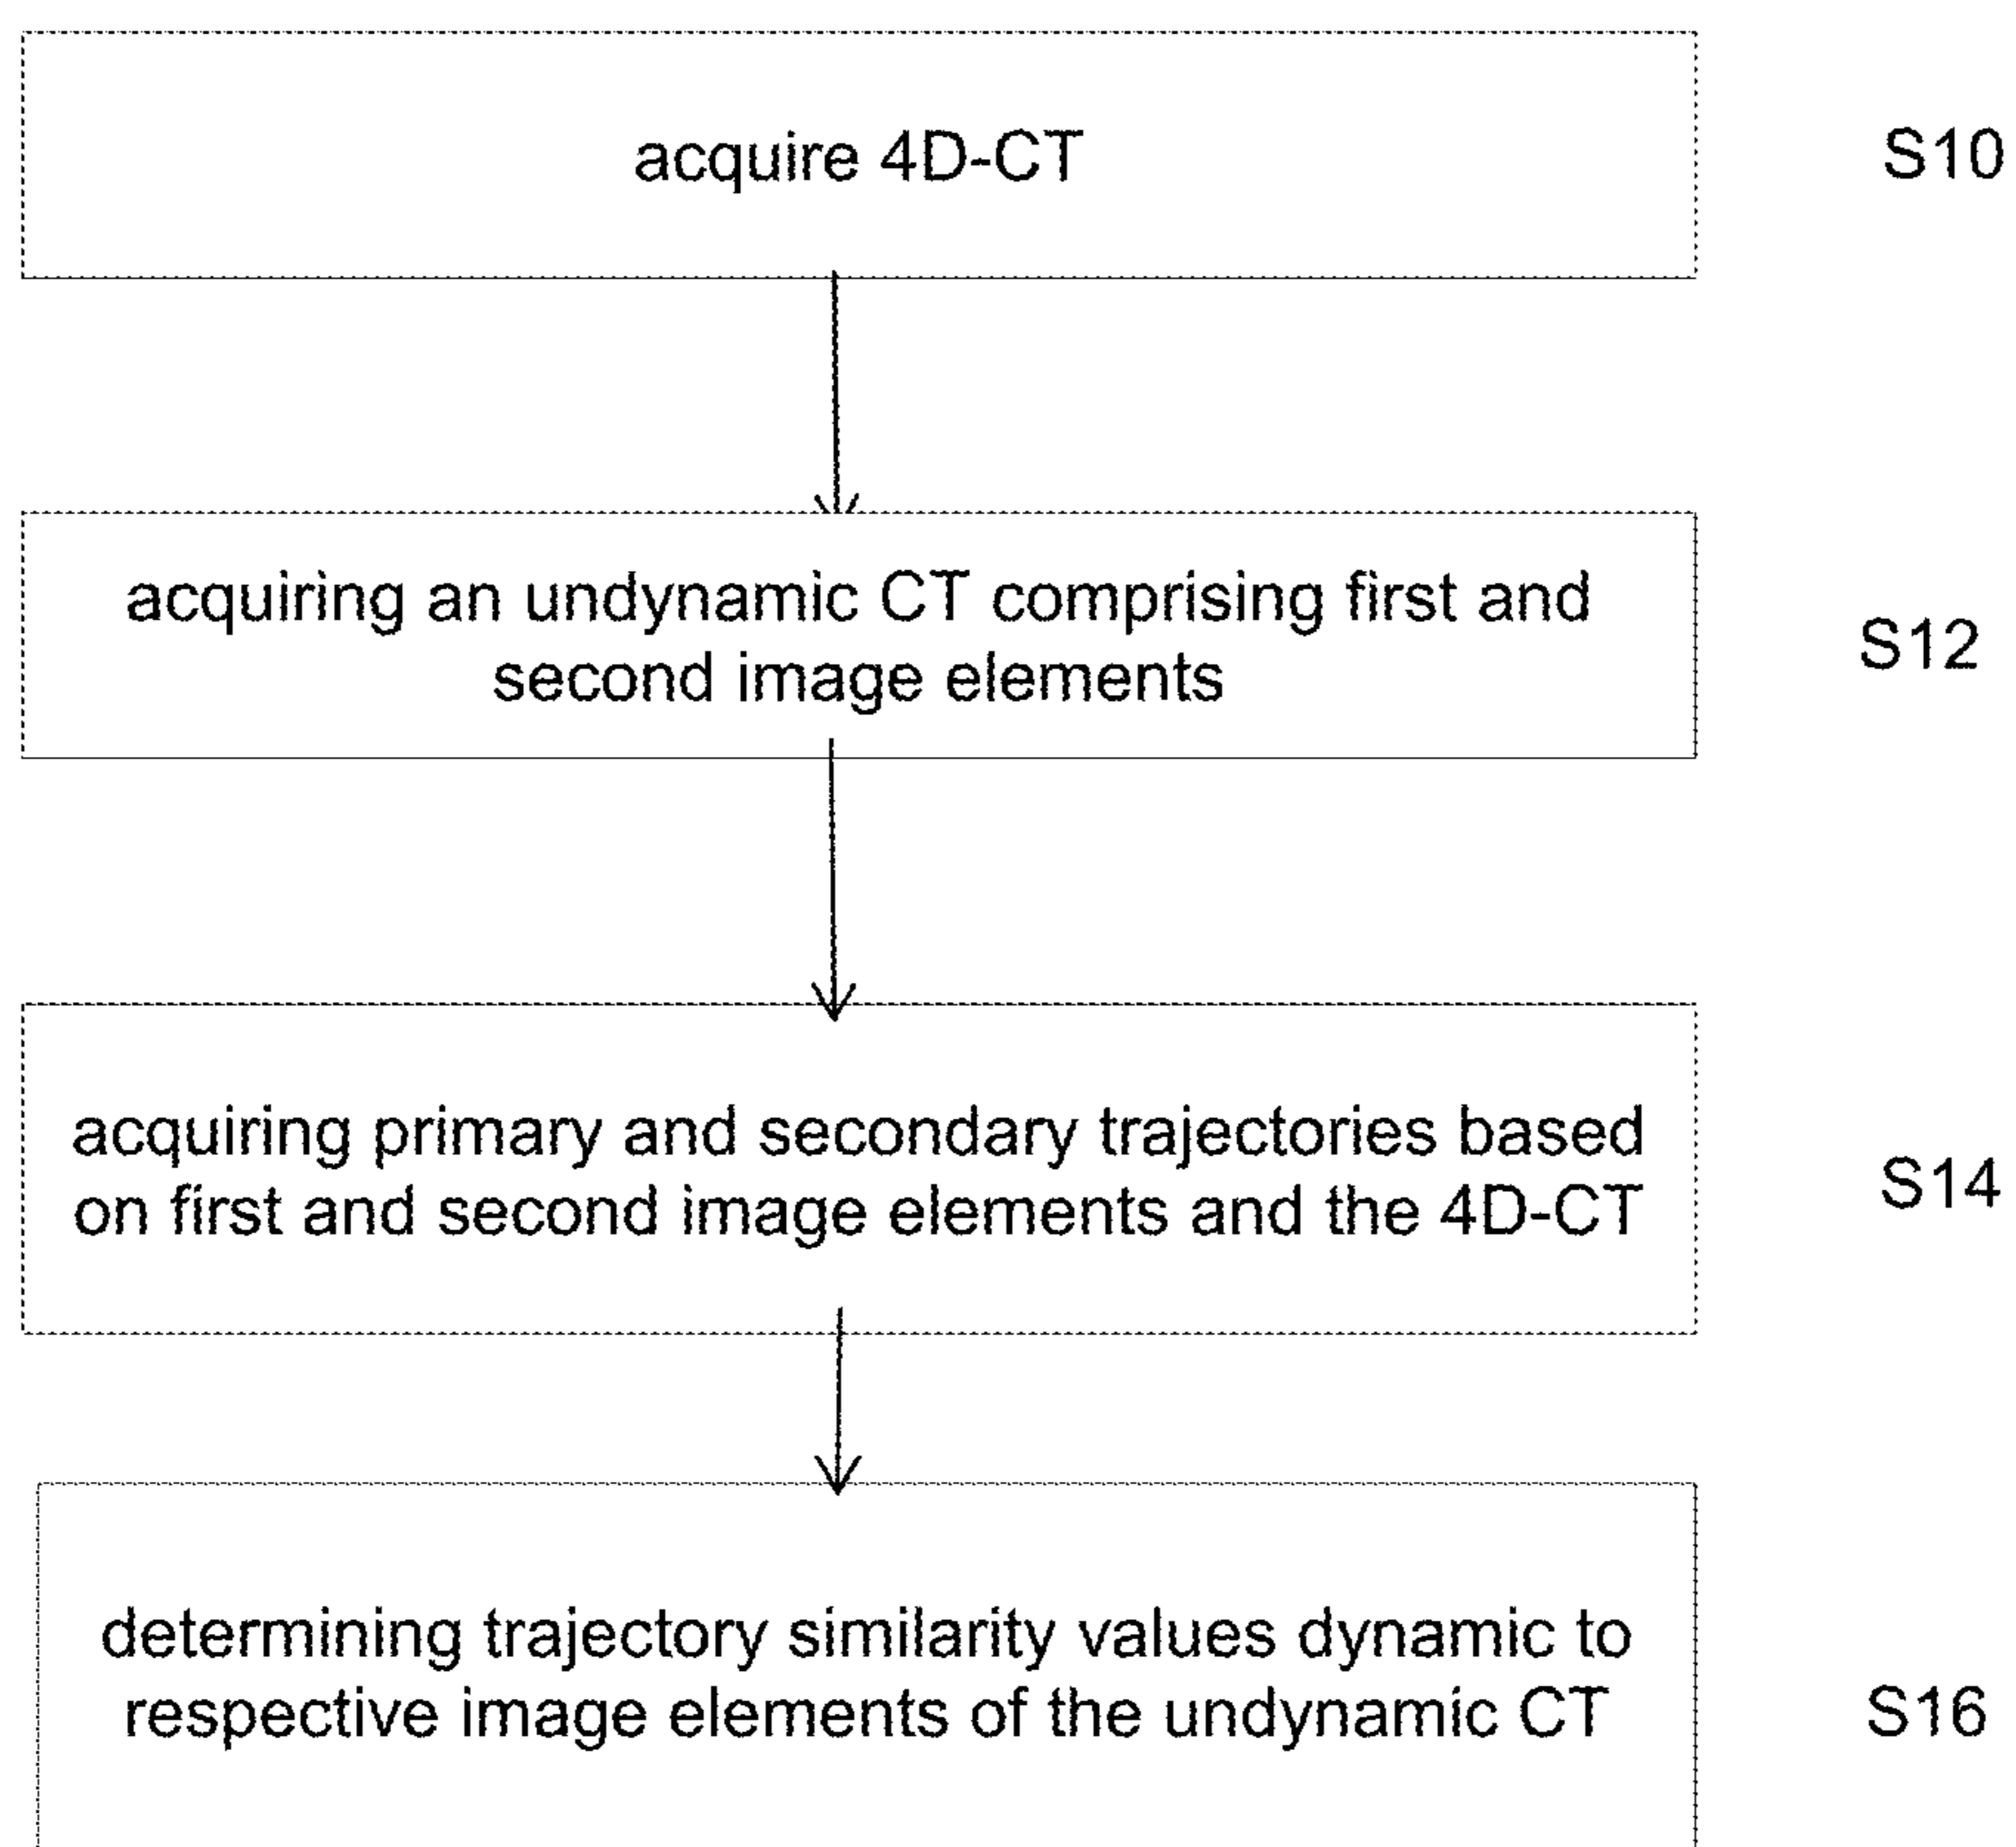 acquire 4D-CT
S10
acquiring an undynamic CT comprising first and
second image elements
S12
acquiring primary and secondary trajectories based
on first and second image elements and the 4D-CT
S14
determining trajectory similarity values dynamic to
respective image elements of the undynamic CT
S16